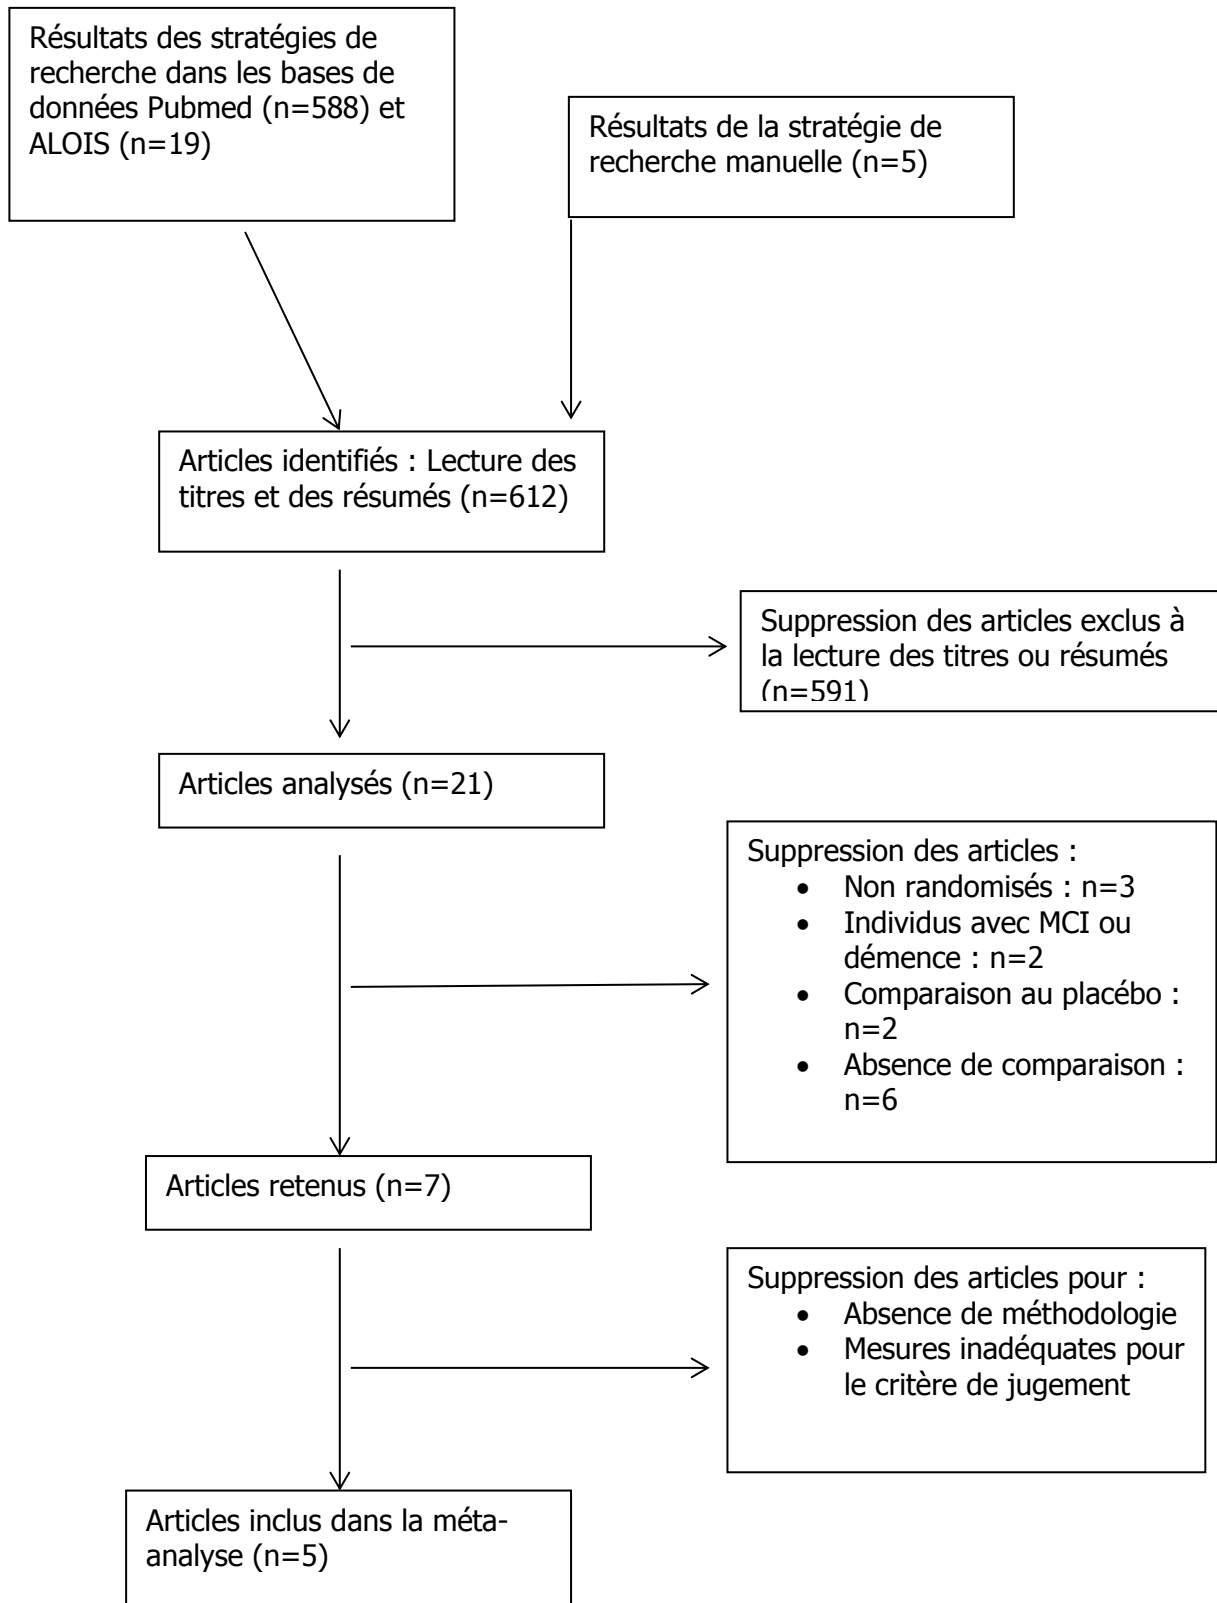 Résultats des stratégies de
recherche dans les bases de
données Pubmed (n=588) et
ALOIS (n=19)
Résultats de la stratégie de
recherche manuelle (n=5)
Articles identifiés : Lecture des
titres et des résumés (n=612)
Suppression des articles exclus à
la lecture des titres ou résumés
(n=591)
Articles analysés (n=21)
Suppression des articles :
• Non randomisés : n=3
• Individus avec MCI ou
démence : n=2
• Comparaison au placébo :
n=2
• Absence de comparaison :
n=6
Articles retenus (n=7)
Suppression des articles pour :
• Absence de méthodologie
• Mesures inadéquates pour
le critère de jugement
Articles inclus dans la méta-
analyse (n=5)